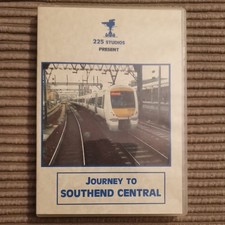 225 STUDIOS
PRESENT
JOURNEY TO
SOUTHEND CENTRAL